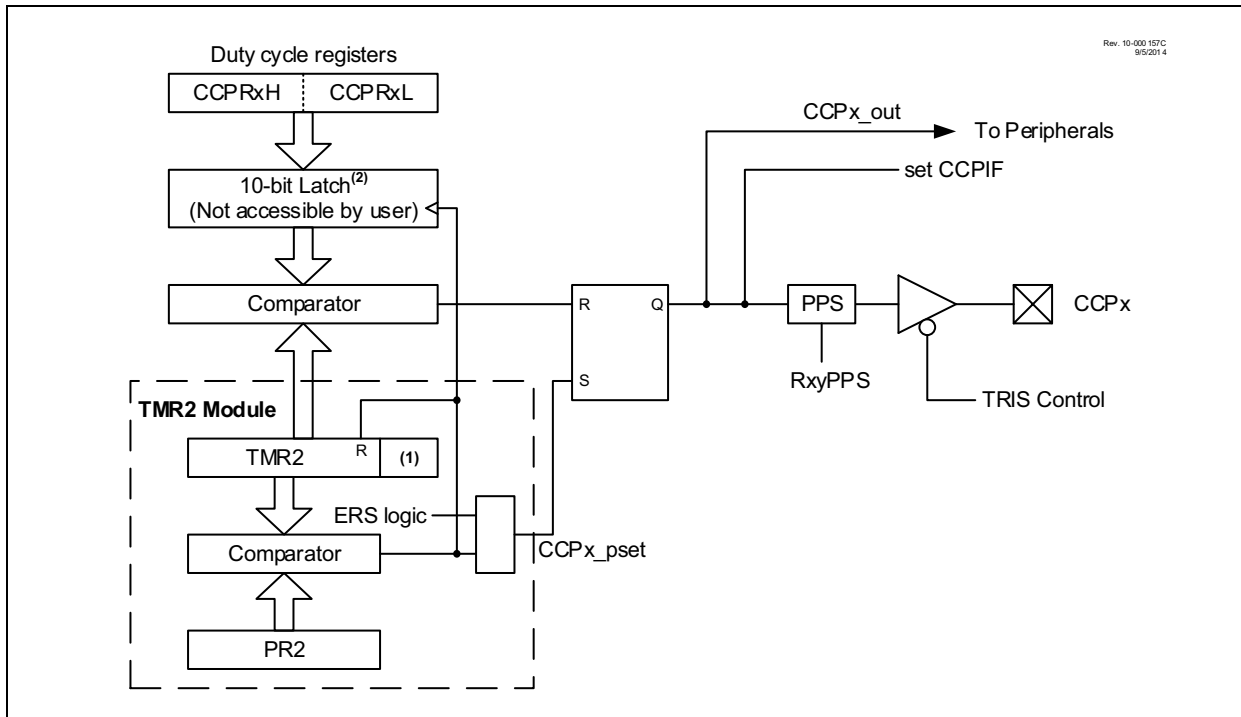 Rev. 10-000 157C
9/5/201 4
Duty cycle registers
CCPRxH CCPRxL
CCPx_out
To Peripherals
set CCPIF
10-bit Latch(2)
(Not accessible by user)
Comparator
R Q
PPS
CCPx
RxyPPS
S
TRIS Control
TMR2 Module
TMR2 R (1)
ERS logic
Comparator
CCPx_pset
PR2